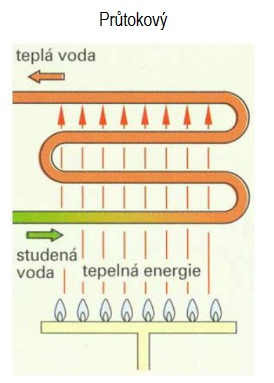 Průtokový
teplá voda
studená
voda
tepelná energie